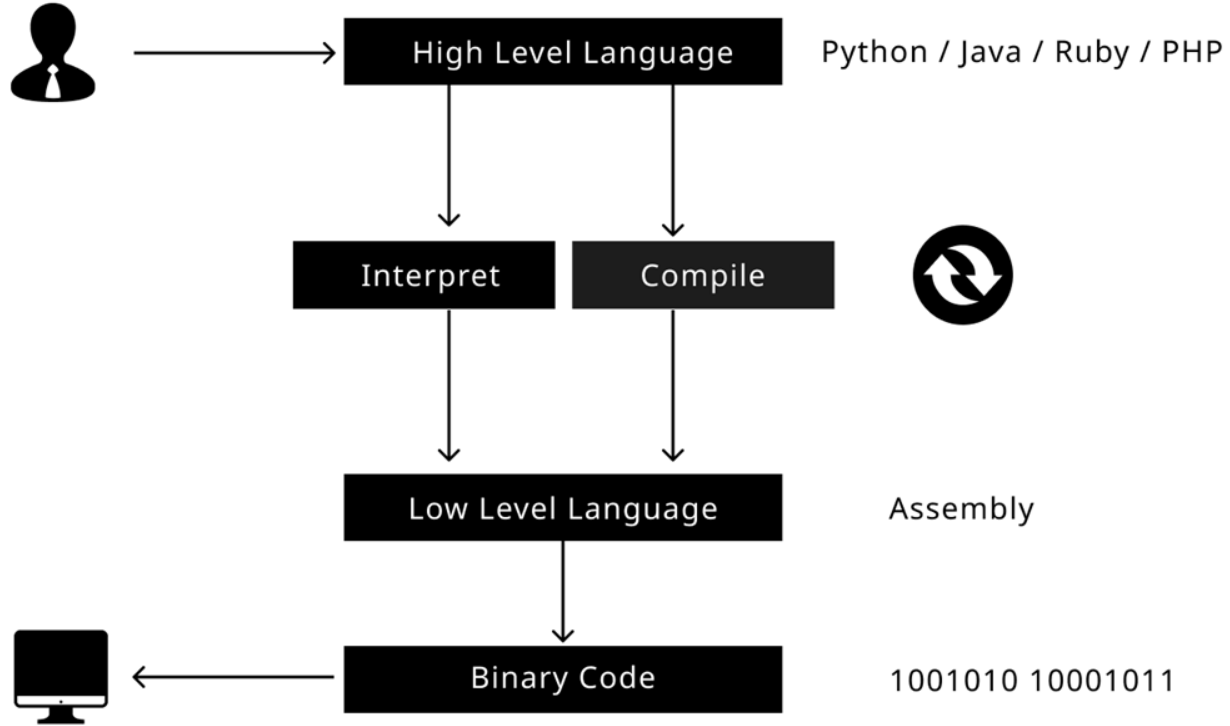 High Level Language
Python / Java / Ruby / PHP
Interpret
Compile
Low Level Language
Assembly
Binary Code
1001010 10001011